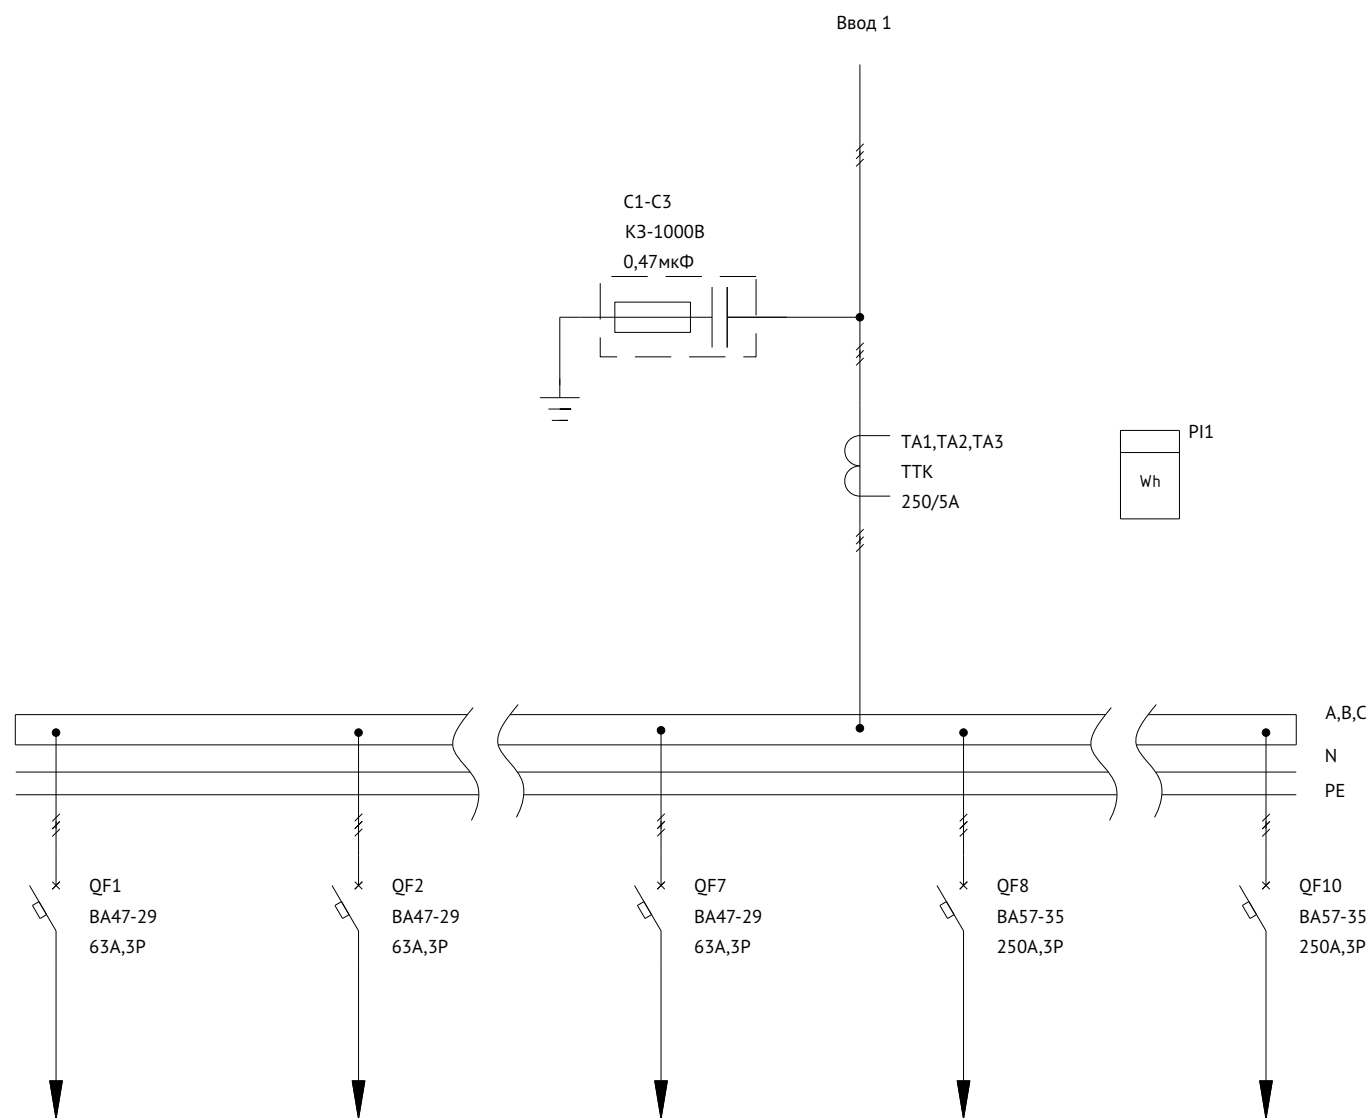 Ввод 1
C1-C3
КЗ-1000В
0,47мкФ
TA1,TA2,TA3
ТТК
250/5А
PI1
Wh
A,B,C
N
PE
QF1
ВА47-29
63А,3Р
QF2
ВА47-29
63А,3Р
QF7
ВА47-29
63А,3Р
QF8
ВА57-35
250А,3Р
QF10
ВА57-35
250А,3Р